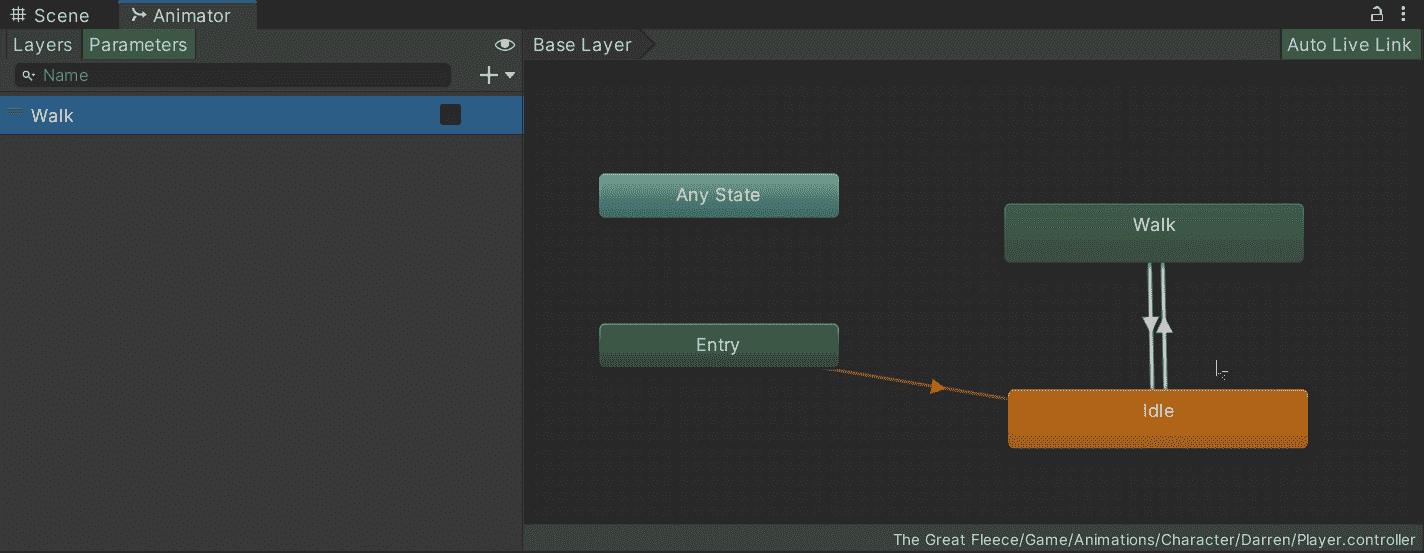 Scene
Animator
Layers
Parameters
Base Layer
Auto Live Link
Name
Walk
Any State
Walk
Entry
Idle
The Great Fleece/Game/Animations/Character/Darren/Player.controller